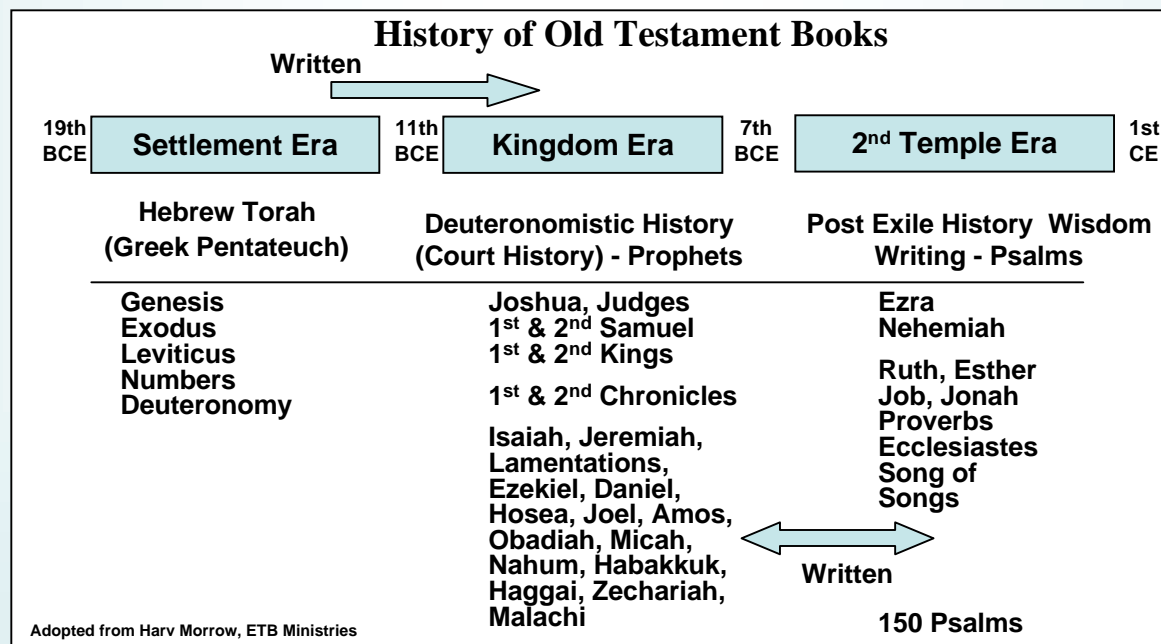 History of Old Testament Books
Written
19th
BCE
Settlement Era
11th
BCE
Kingdom Era
7th
BCE
2nd Temple Era
1st
CE
Hebrew Torah
(Greek Pentateuch)
Deuteronomistic History
(Court History) - Prophets
Post Exile History Wisdom
Writing - Psalms
Genesis
Exodus
Leviticus
Numbers
Deuteronomy
Joshua, Judges
1st & 2nd Samuel
1st & 2nd Kings
1st & 2nd Chronicles
Isaiah, Jeremiah,
Lamentations,
Ezekiel, Daniel,
Hosea, Joel, Amos,
Obadiah, Micah,
Nahum, Habakkuk,
Haggai, Zechariah,
Malachi
Ezra
Nehemiah
Ruth, Esther
Job, Jonah
Proverbs
Ecclesiastes
Song of
Songs
Written
150 Psalms
Adopted from Harv Morrow, ETB Ministries